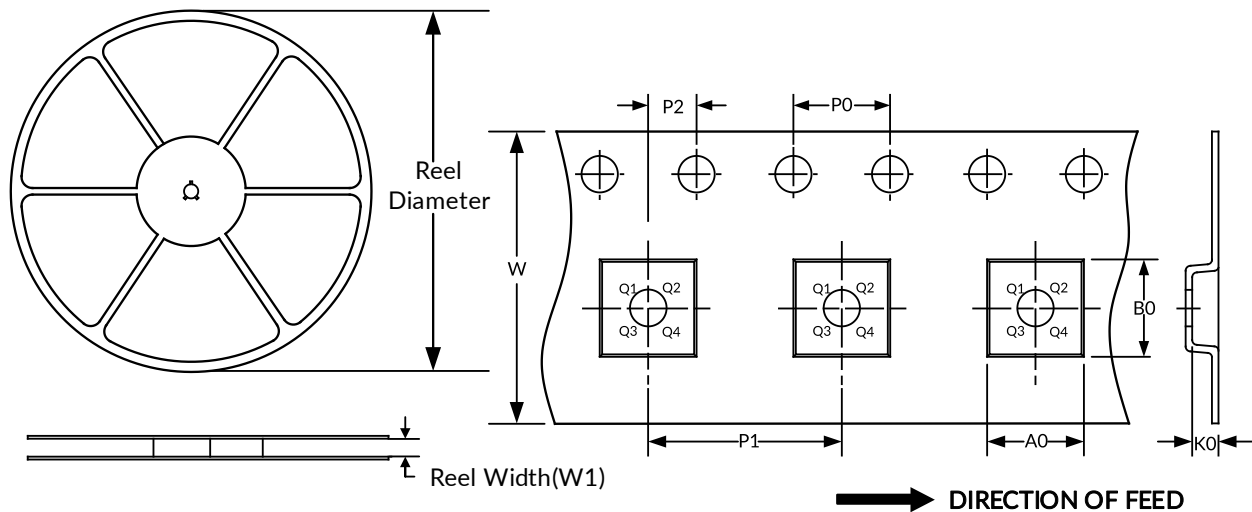 P2
P0
Reel
Diameter
W
Q1 Q2
Q3 Q4
Q1 Q2
Q3 Q4
Q1 Q2
Q3 Q4
B0
P1
A0
K0
Reel Width(W1)
DIRECTION OF FEED